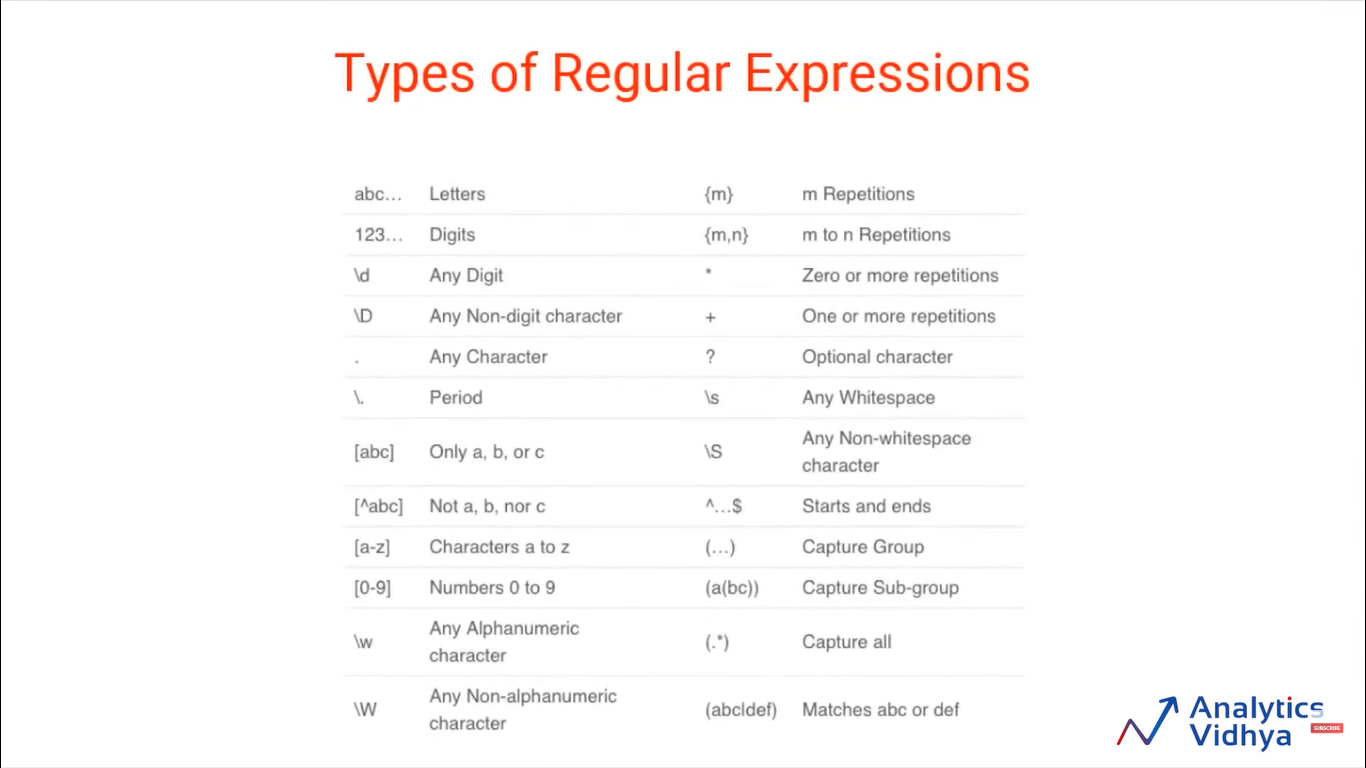 Types of Regular Expressions
abc… Letters {m} m Repetitions
123… Digits {m,n} m to n Repetitions
\d Any Digit * Zero or more repetitions
\D Any Non-digit character + One or more repetitions
. Any Character ? Optional character
\. Period \s Any Whitespace
[abc] Only a, b, or c \S Any Non-whitespace
character
[^abc] Not a, b, nor c ^…$ Starts and ends
[a-z] Characters a to z (…) Capture Group
[0-9] Numbers 0 to 9 (a(bc)) Capture Sub-group
\w Any Alphanumeric
character (.*) Capture all
\W Any Non-alphanumeric
character (abc|def) Matches abc or def
Analytics
Vidhya
SUBSCRIBE